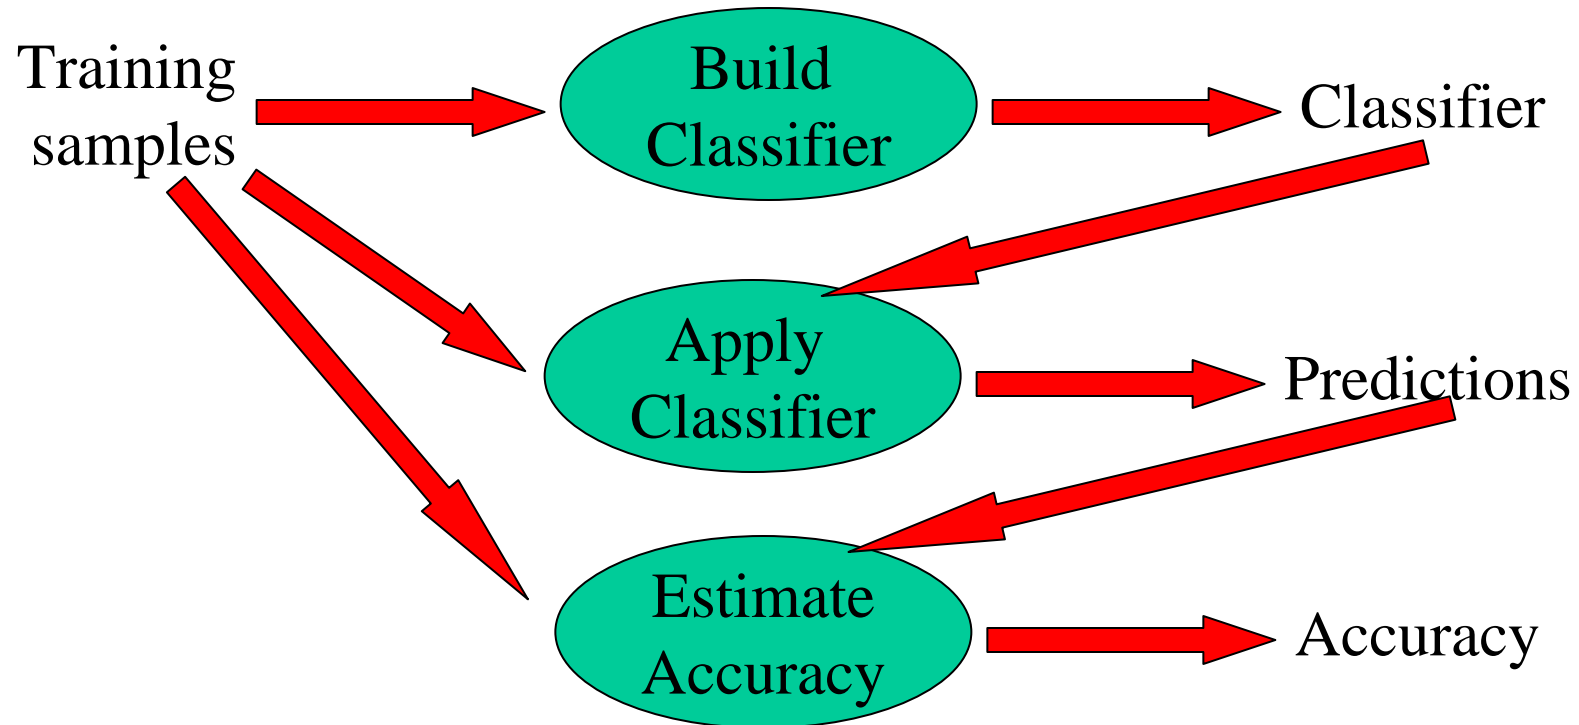 Training
samples
Build
Classifier
Classifier
Apply
Classifier
Predictions
Estimate
Accuracy
Accuracy